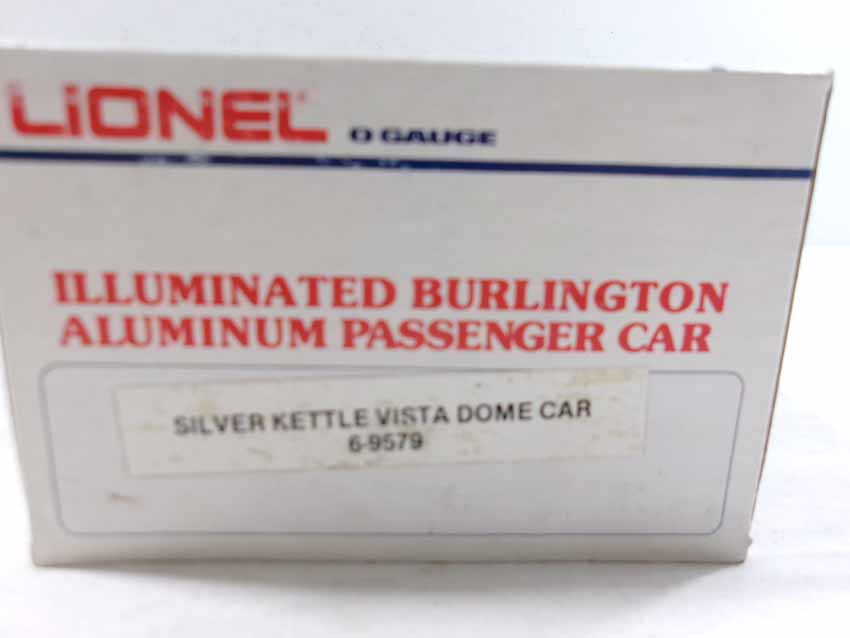 LIONEL O GAUGE
ILLUMINATED BURLINGTON
ALUMINUM PASSENGER CAR
SILVER KETTLE VISTA DOME CAR
6-9579